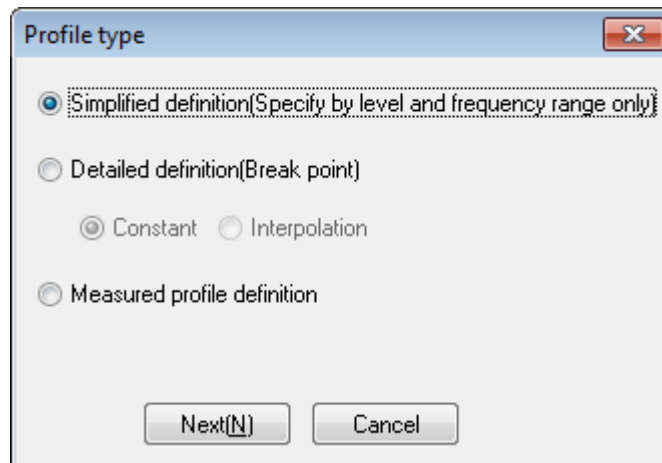 Profile type
Simplified definition(Specify by level and frequency range only)
Detailed definition(Break point)
Constant Interpolation
Measured profile definition
Next(N) Cancel